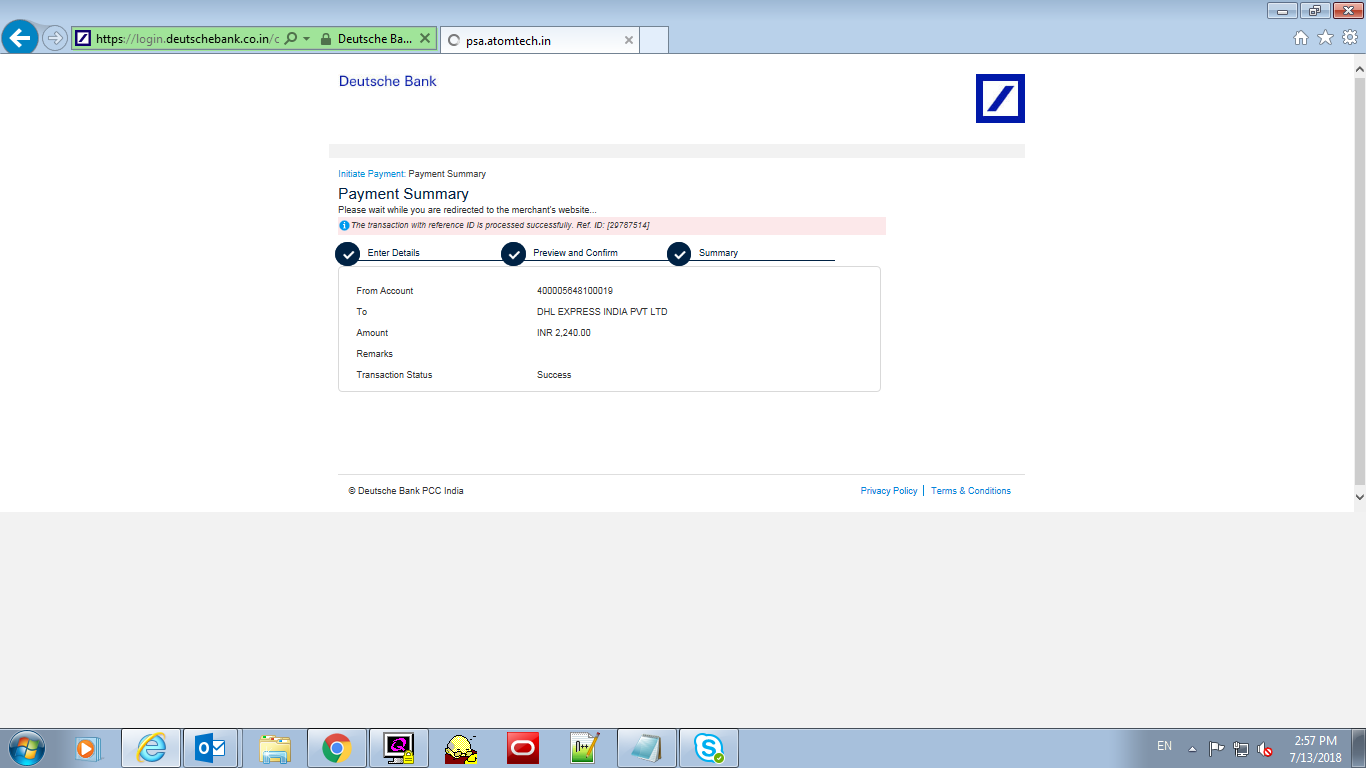 https://login.deutschebank.co.in/c
Deutsche Ba...
psa.atomtech.in
Deutsche Bank
Initiate Payment: Payment Summary
Payment Summary
Please wait while you are redirected to the merchant's website...
The transaction with reference ID is processed successfully. Ref. ID: [29787514]
Enter Details Preview and Confirm Summary
From Account 400005648100019
To DHL EXPRESS INDIA PVT LTD
Amount INR 2,240.00
Remarks
Transaction Status Success
© Deutsche Bank PCC India Privacy Policy | Terms & Conditions
EN
2:57 PM
7/13/2018